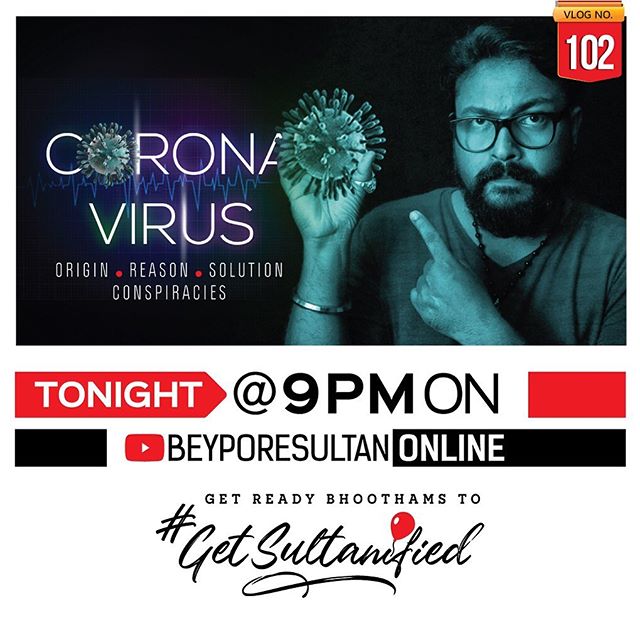 VLOG NO.
102
CORONA
VIRUS
ORIGIN • REASON • SOLUTION
CONSPIRACIES
TONIGHT @ 9PM ON
BEYPORESULTAN ONLINE
GET READY BHOOTHAMS TO
#GetSultanified